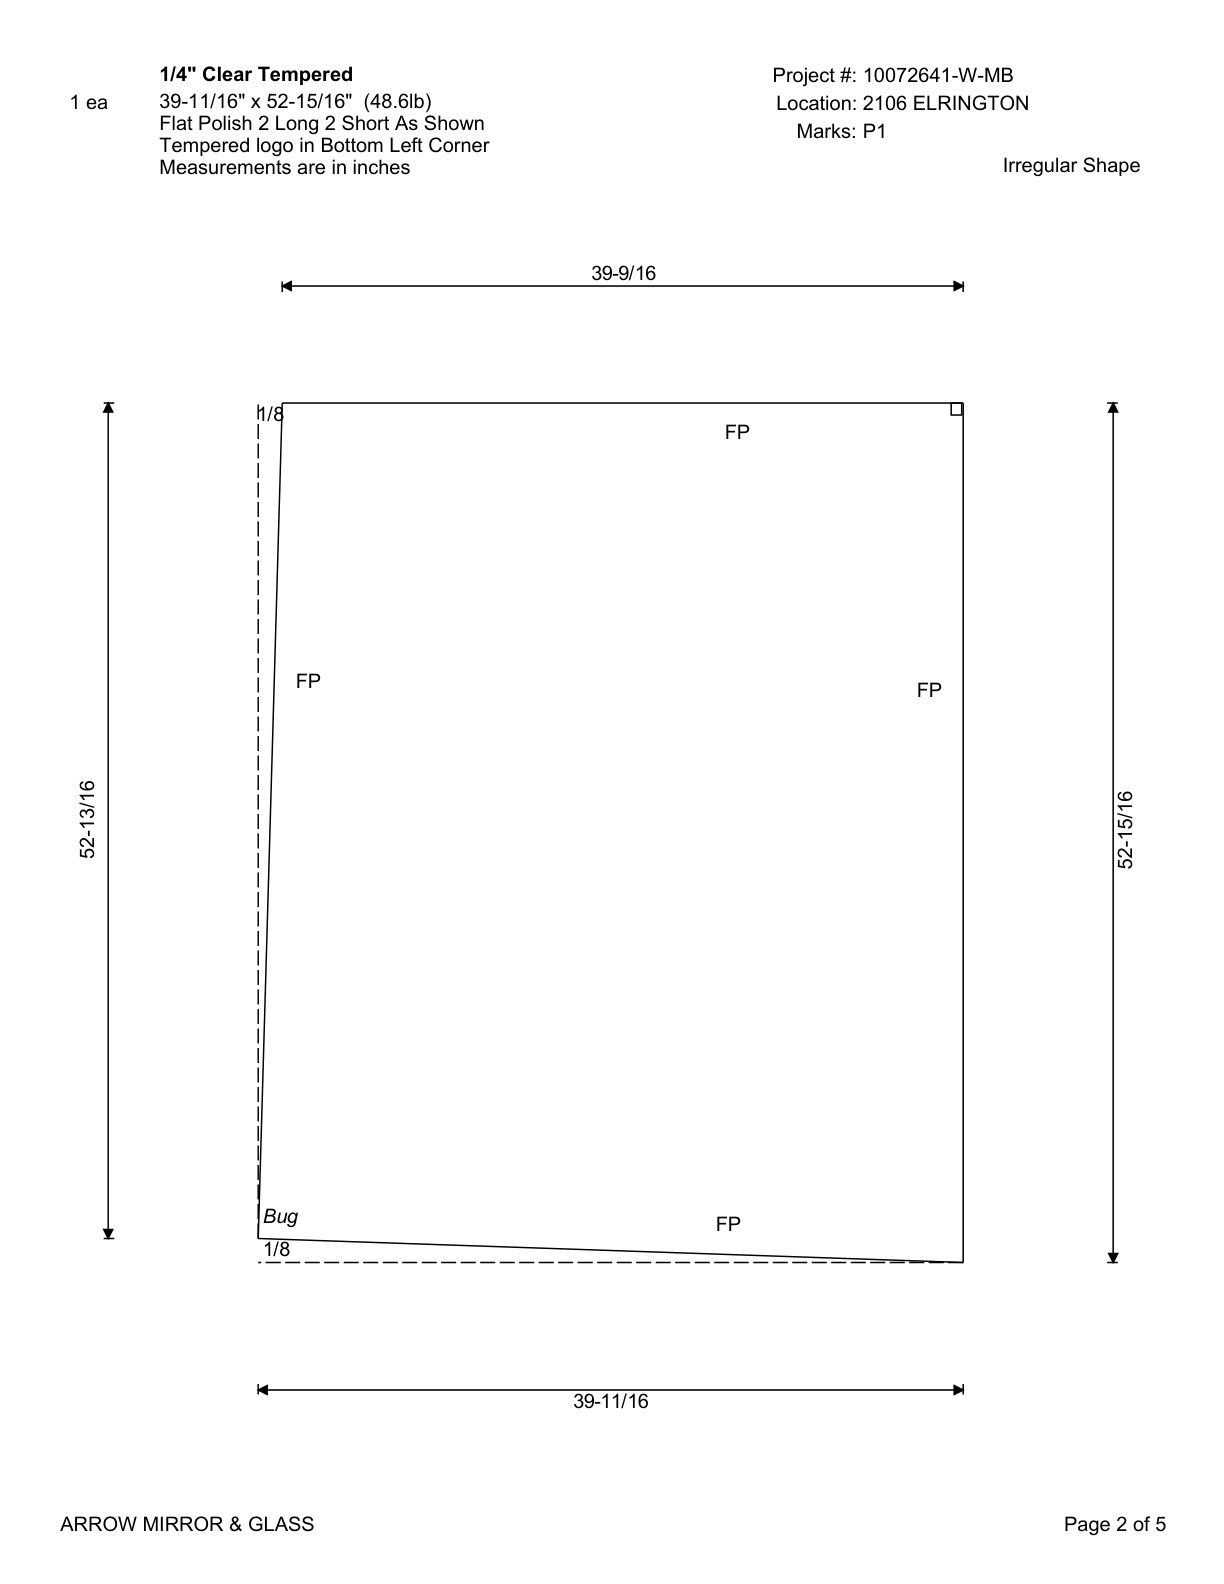 1/4" Clear Tempered
Project #: 10072641-W-MB
1 ea
39-11/16" x 52-15/16" (48.6lb)
Location: 2106 ELRINGTON
Flat Polish 2 Long 2 Short As Shown
Marks: P1
Tempered logo in Bottom Left Corner
Measurements are in inches
Irregular Shape
39-9/16
1/8
FP
FP
FP
52-13/16
52-15/16
Bug
FP
1/8
39-11/16
ARROW MIRROR & GLASS
Page 2 of 5